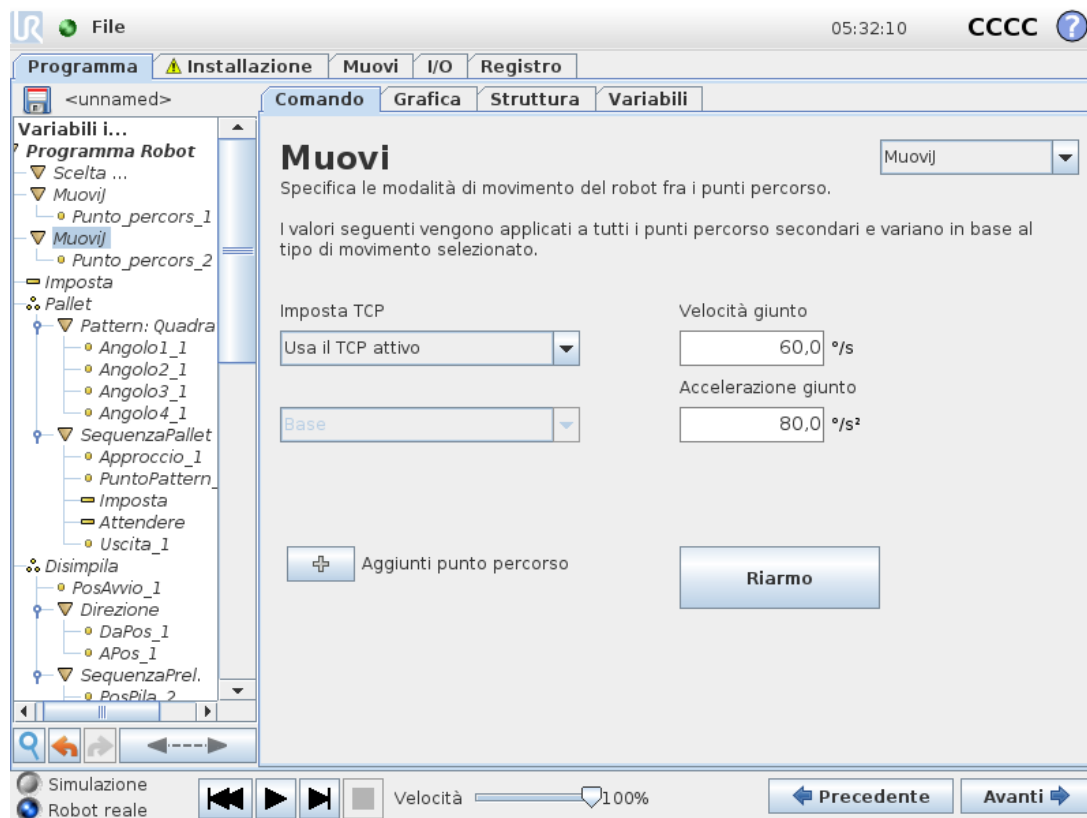 UR File 05:32:10 CCCC ?
Programma Installazione Muovi I/O Registro
<unnamed> Comando Grafica Struttura Variabili
Variabili i...
Programma Robot
Scelta ...
MuoviJ
Punto_percors_1
MuoviJ
Punto_percors_2
Imposta
Pallet
Pattern: Quadra
Angolo1_1
Angolo2_1
Angolo3_1
Angolo4_1
SequenzaPallet
Approccio_1
PuntoPattern_
Imposta
Attendere
Uscita_1
Disimpila
PosAvvio_1
Direzione
DaPos_1
APos_1
SequenzaPrel.
PosPila_2
Muovi MuoviJ
Specifica le modalità di movimento del robot fra i punti percorso.
I valori seguenti vengono applicati a tutti i punti percorso secondari e variano in base al
tipo di movimento selezionato.
Imposta TCP Velocità giunto
Usa il TCP attivo 60,0 °/s
Accelerazione giunto
Base 80,0 °/s²
Aggiunti punto percorso Riarmo
Simulazione
Robot reale
Velocità 100% Precedente Avanti